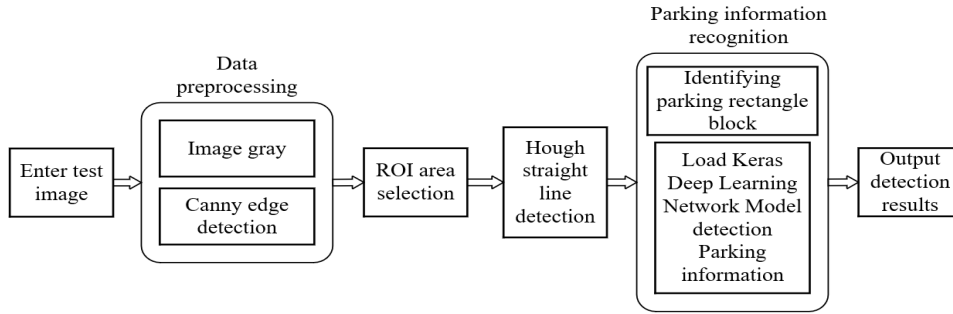 Enter test
image
Data
preprocessing
Image gray
Canny edge
detection
ROI area
selection
Hough
straight
line
detection
Parking information
recognition
Identifying
parking rectangle
block
Load Keras
Deep Learning
Network Model
detection
Parking
information
Output
detection
results